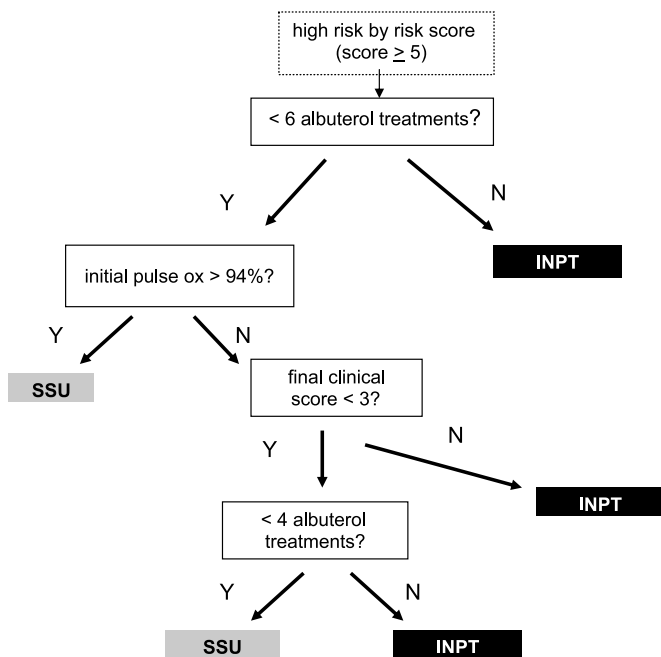 high risk by risk score
(score ≥ 5)
< 6 albuterol treatments?
Y
N
INPT
initial pulse ox > 94%?
Y
N
SSU
final clinical
score < 3?
Y
N
INPT
< 4 albuterol
treatments?
Y
N
SSU
INPT